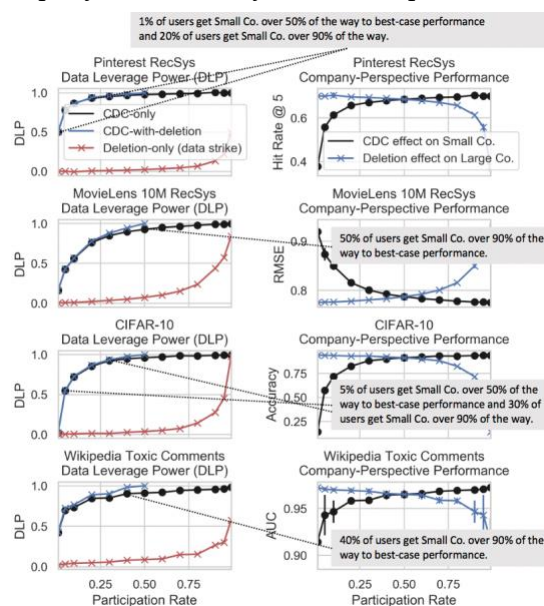 1% of users get Small Co. over 50% of the way to best-case performance
and 20% of users get Small Co. over 90% of the way.
Pinterest RecSys
Data Leverage Power (DLP)
Pinterest RecSys
Company-Perspective Performance
1.0
0.5
0.0
DLP
CDC-only
CDC-with-deletion
Deletion-only (data strike)
0.6
0.4
Hit Rate @ 5
CDC effect on Small Co.
Deletion effect on Large Co.
MovieLens 10M RecSys
Data Leverage Power (DLP)
MovieLens 10M RecSys
Company-Perspective Performance
1.0
0.5
0.0
DLP
0.9
0.8
RMSE
50% of users get Small Co. over 90% of the
way to best-case performance.
CIFAR-10
Data Leverage Power (DLP)
CIFAR-10
Company-Perspective Performance
1.0
0.5
0.0
DLP
0.75
0.25
Accuracy
5% of users get Small Co. over 50% of the
way to best-case performance and 30% of
users get Small Co. over 90% of the way.
Wikipedia Toxic Comments
Data Leverage Power (DLP)
Wikipedia Toxic Comments
Company-Perspective Performance
1.0
0.5
0.0
DLP
0.95
0.90
AUC
40% of users get Small Co. over 90% of the
way to best-case performance.
0.25 0.50 0.75
Participation Rate
0.25 0.50 0.75
Participation Rate